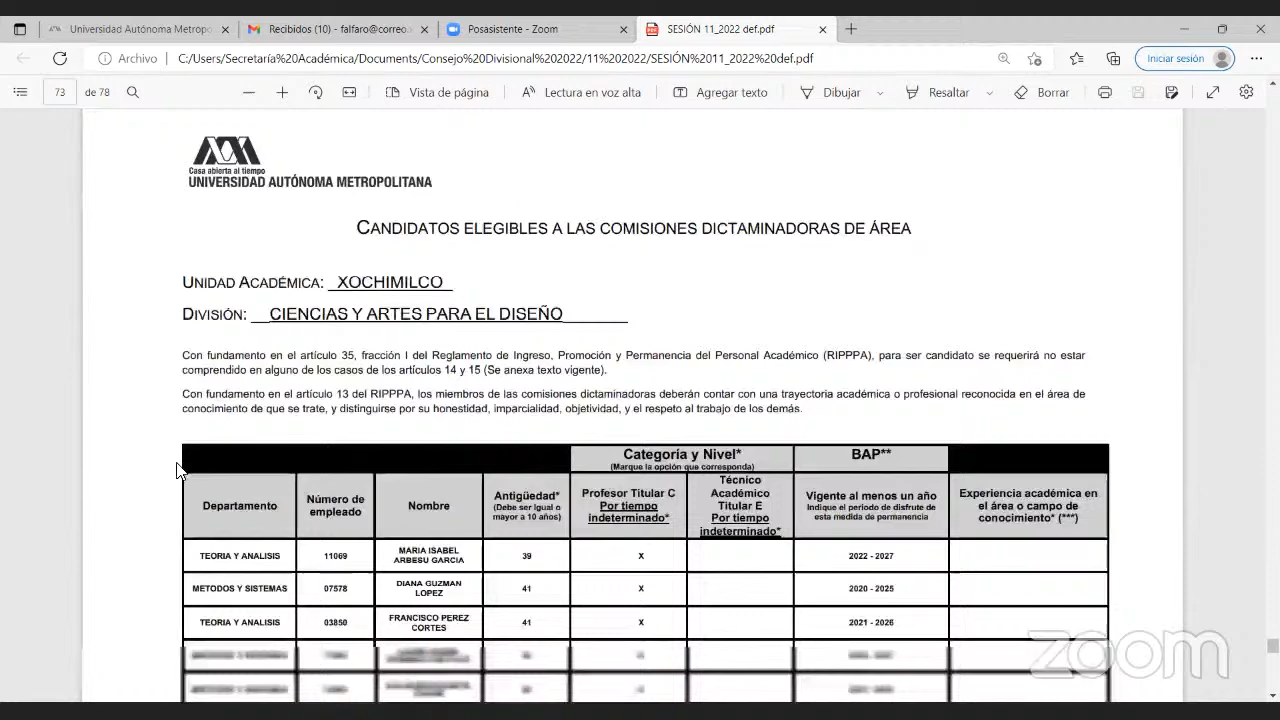 Universidad Autónoma Metropo
Recibidos (10) - falfaro@correo.
Posasistente - Zoom
SESIÓN 11_2022 def.pdf
Archivo
C:/Users/Secretaría%20Académica/Documents/Consejo%20Divisional%202022/11%202022/SESIÓN%2011_2022%20def.pdf
Iniciar sesión
73 de 78
Vista de página
Lectura en voz alta
Agregar texto
Dibujar
Resaltar
Borrar
Casa abierta al tiempo
UNIVERSIDAD AUTÓNOMA METROPOLITANA
CANDIDATOS ELEGIBLES A LAS COMISIONES DICTAMINADORAS DE ÁREA
UNIDAD ACADÉMICA: _XOCHIMILCO_
DIVISIÓN: __CIENCIAS Y ARTES PARA EL DISEÑO_______
Con fundamento en el artículo 35, fracción I del Reglamento de Ingreso, Promoción y Permanencia del Personal Académico (RIPPPA), para ser candidato se requerirá no estar
comprendido en alguno de los casos de los artículos 14 y 15 (Se anexa texto vigente).
Con fundamento en el artículo 13 del RIPPPA, los miembros de las comisiones dictaminadoras deberán contar con una trayectoria académica o profesional reconocida en el área de
conocimiento de que se trate, y distinguirse por su honestidad, imparcialidad, objetividad, y el respeto al trabajo de los demás.
Categoría y Nivel*
(Marque la opción que corresponda)
BAP**
Departamento
Número de
empleado
Nombre
Antigüedad*
(Debe ser igual o
mayor a 10 años)
Profesor Titular C
Por tiempo
indeterminado*
Técnico
Académico
Titular E
Por tiempo
indeterminado*
Vigente al menos un año
Indique el periodo de disfrute de
esta medida de permanencia
Experiencia académica en
el área o campo de
conocimiento* (***)
TEORIA Y ANALISIS
11069
MARIA ISABEL
ARBESU GARCIA
39
X
2022 - 2027
METODOS Y SISTEMAS
07578
DIANA GUZMAN
LOPEZ
41
X
2020 - 2025
TEORIA Y ANALISIS
03850
FRANCISCO PEREZ
CORTES
41
X
2021 - 2026
zoom